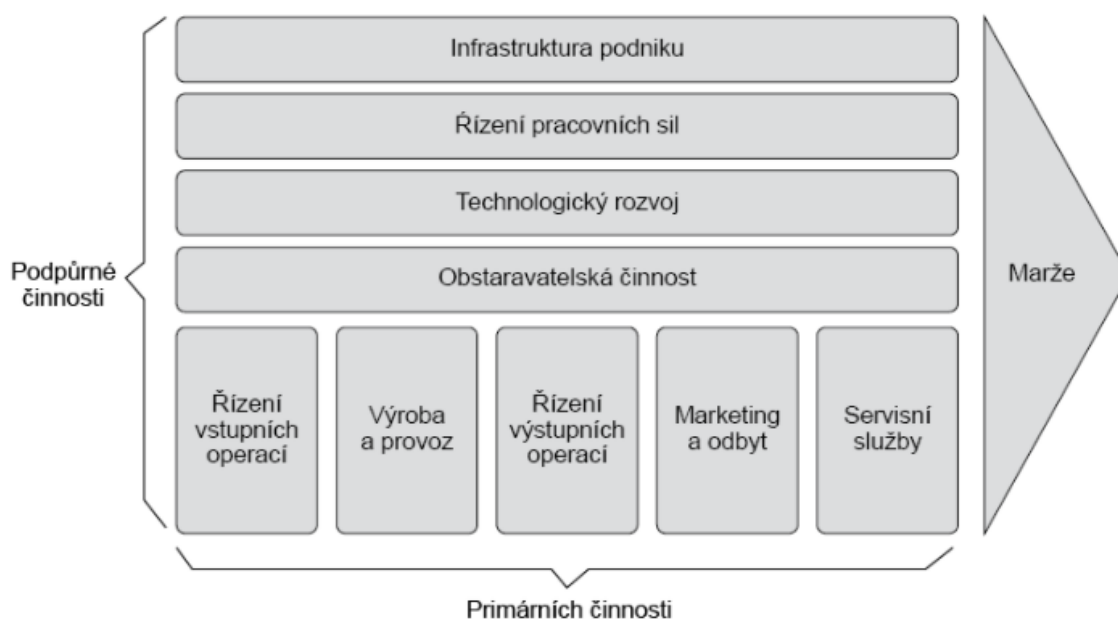 Infrastruktura podniku
Řízení pracovních sil
Technologický rozvoj
Obstaravatelská činnost
Podpůrné
činnosti
Marže
Řízení
vstupních
operací
Výroba
a provoz
Řízení
výstupních
operací
Marketing
a odbyt
Servisní
služby
Primárních činnosti